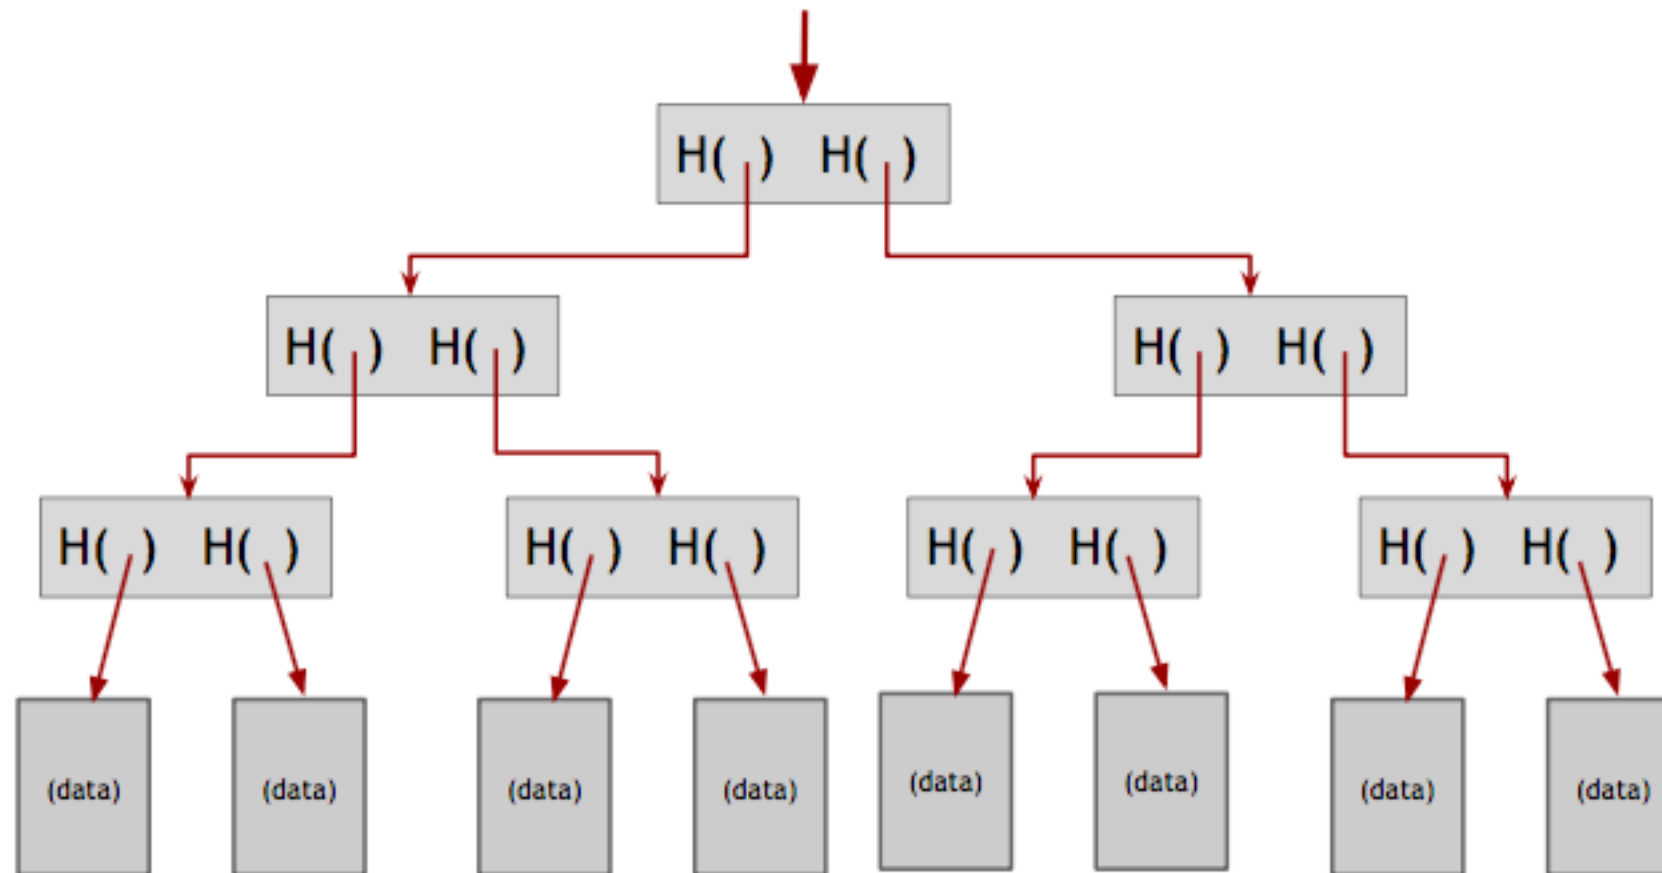 H( ) H( )
H( ) H( ) H( ) H( )
H( ) H( ) H( ) H( ) H( ) H( ) H( ) H( )
(data) (data) (data) (data) (data) (data) (data) (data)